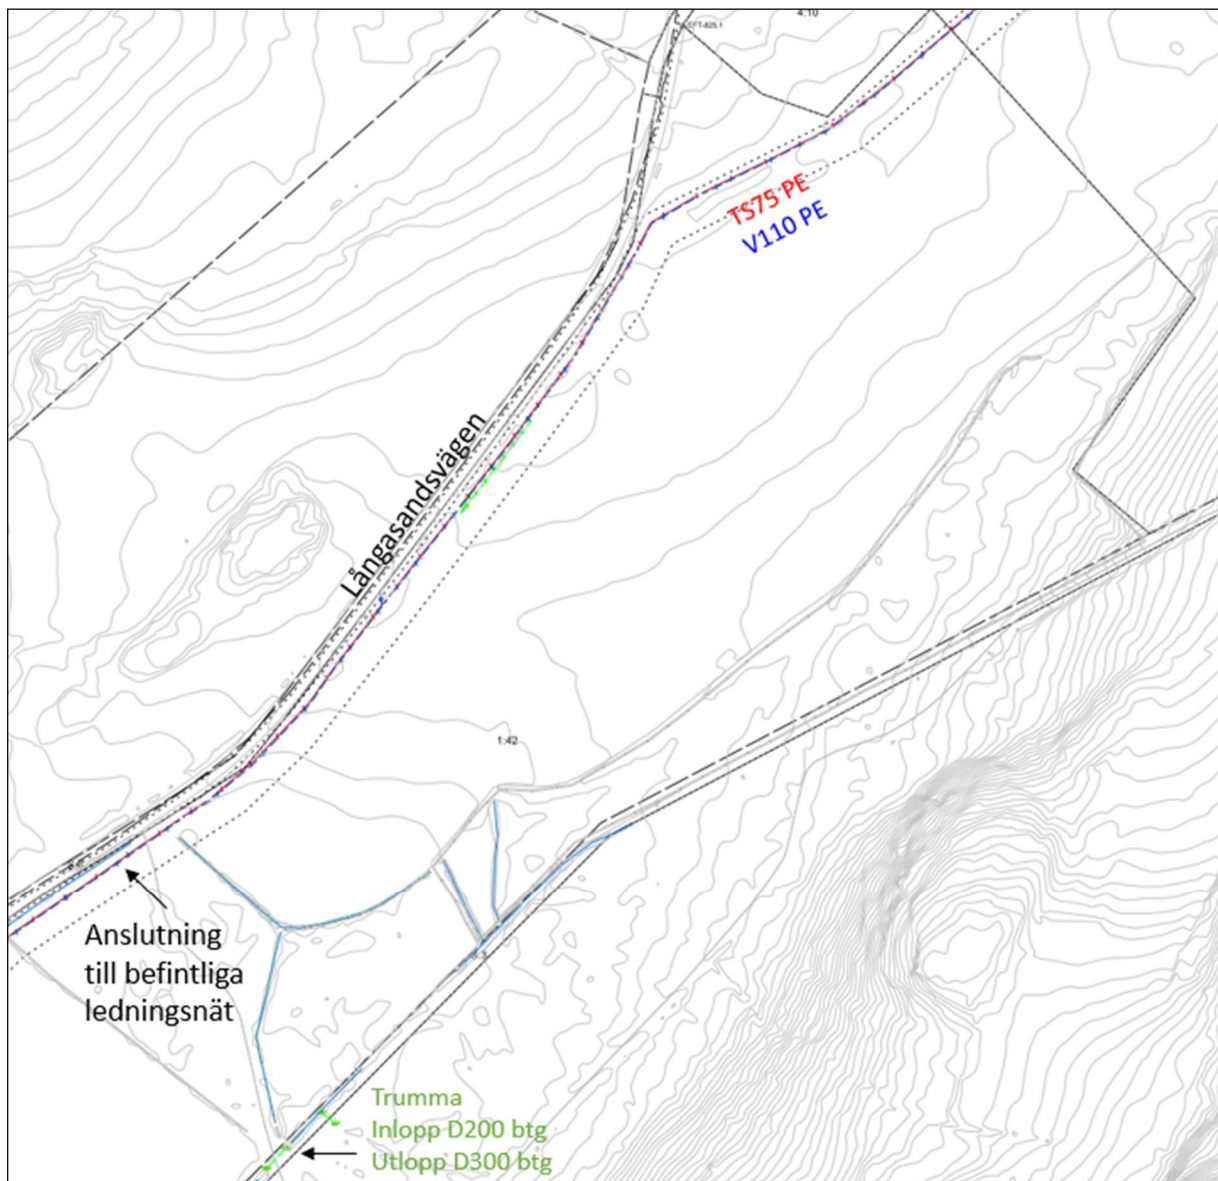 4:10
TS75 PE
V110 PE
Långasandsvägen
1:42
Anslutning
till befintliga
ledningsnät
Trumma
Inlopp D200 btg
Utlopp D300 btg